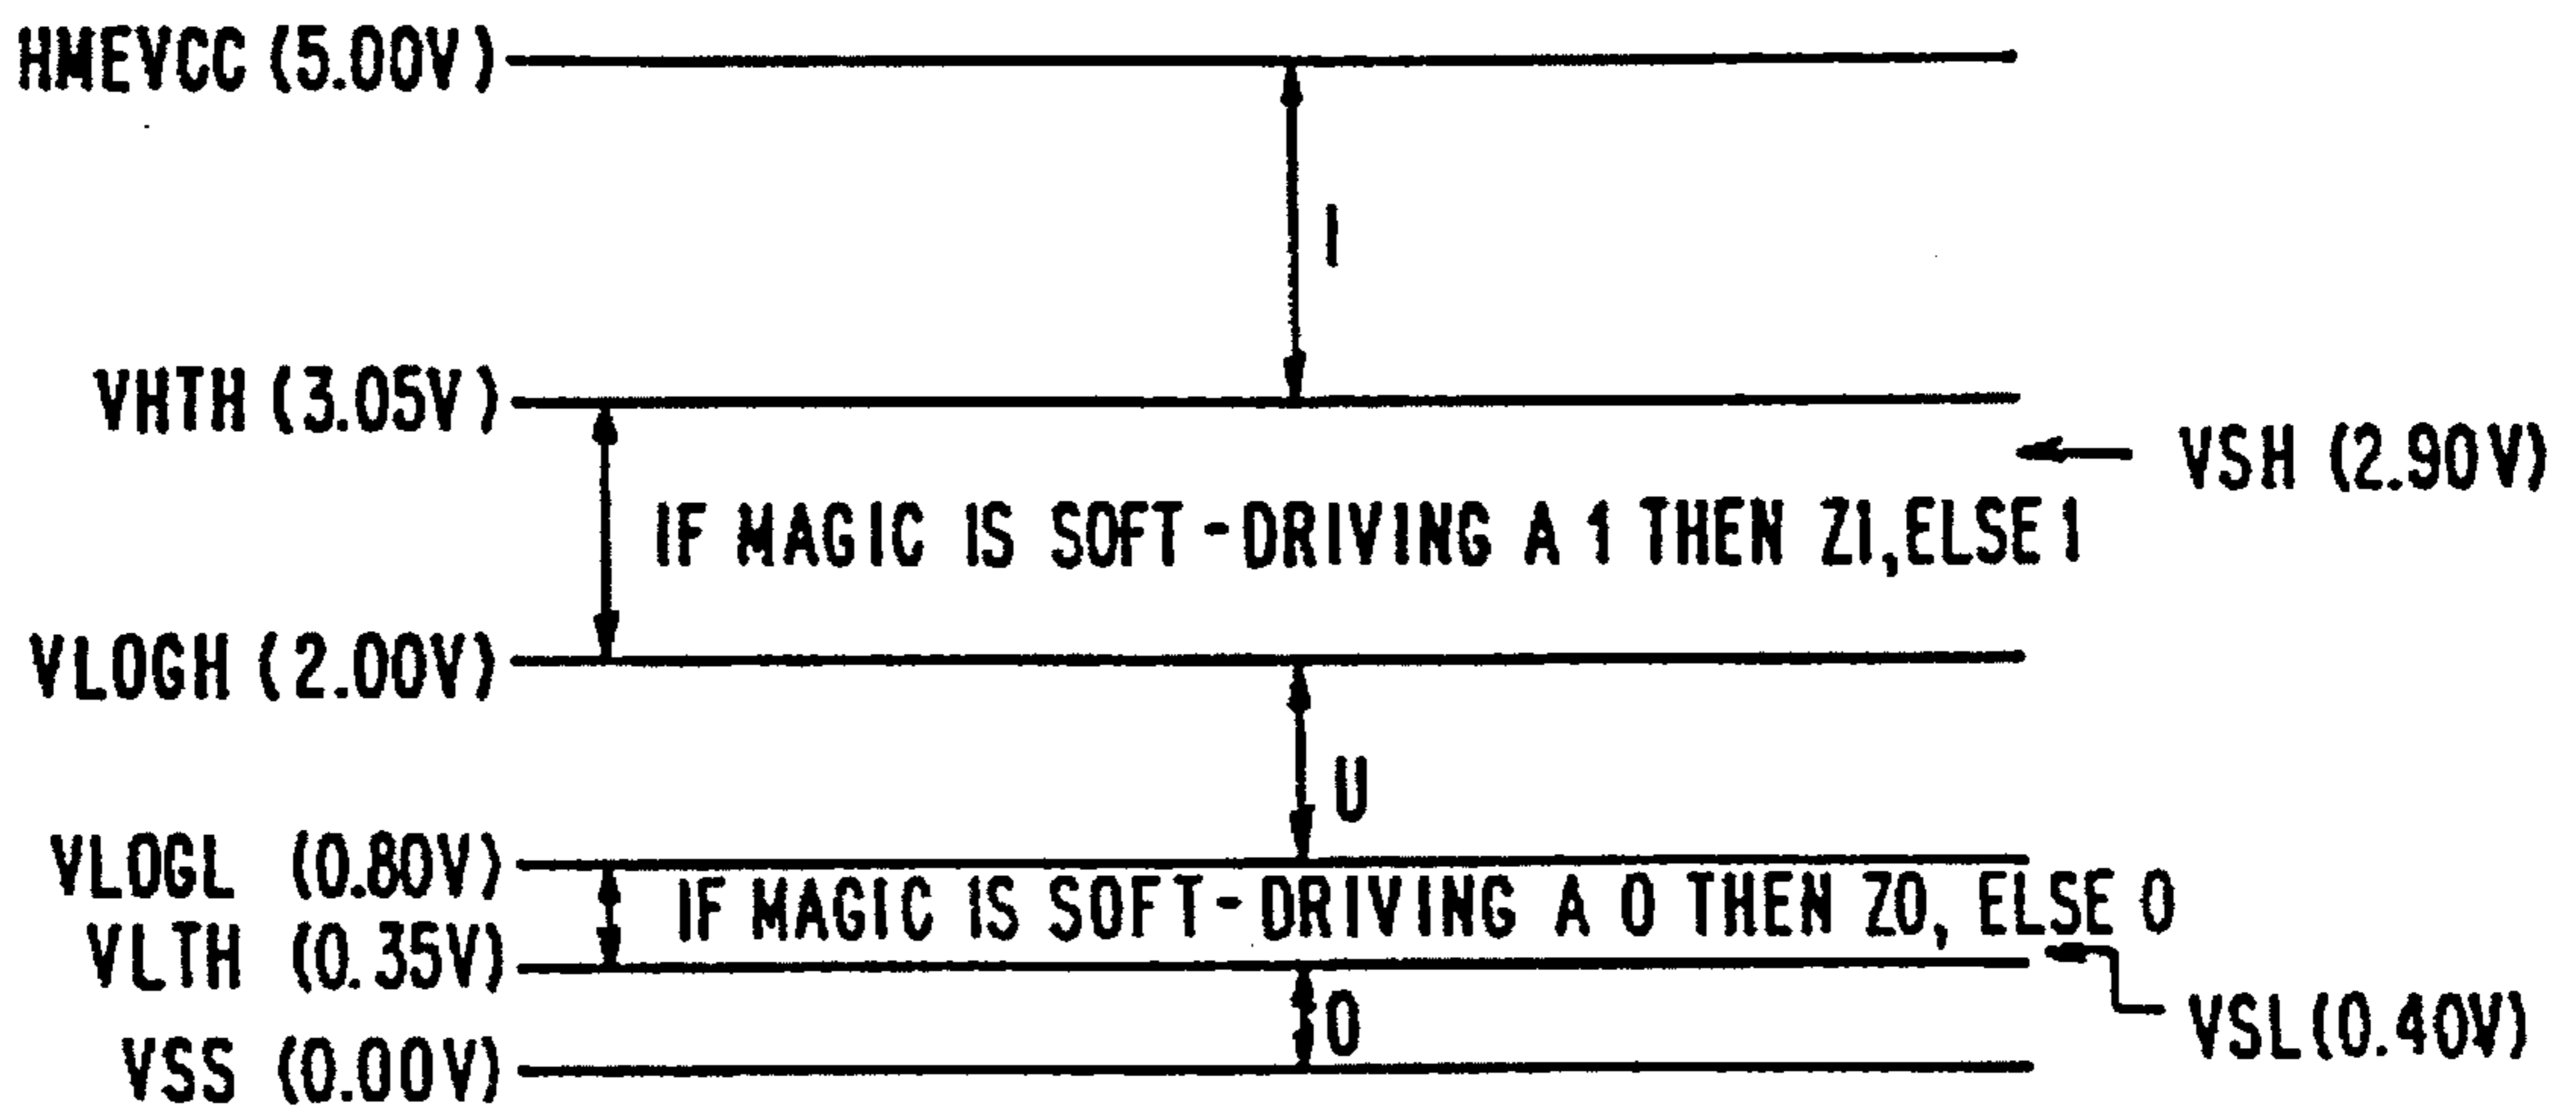 HMEVCC (5.00V)
1
VHTH (3.05V)
VSH (2.90V)
IF MAGIC IS SOFT-DRIVING A 1 THEN Z1, ELSE 1
VLOGH (2.00V)
U
VLOGL (0.80V)
IF MAGIC IS SOFT-DRIVING A 0 THEN Z0, ELSE 0
VLTH (0.35V)
0
VSL (0.40V)
VSS (0.00V)